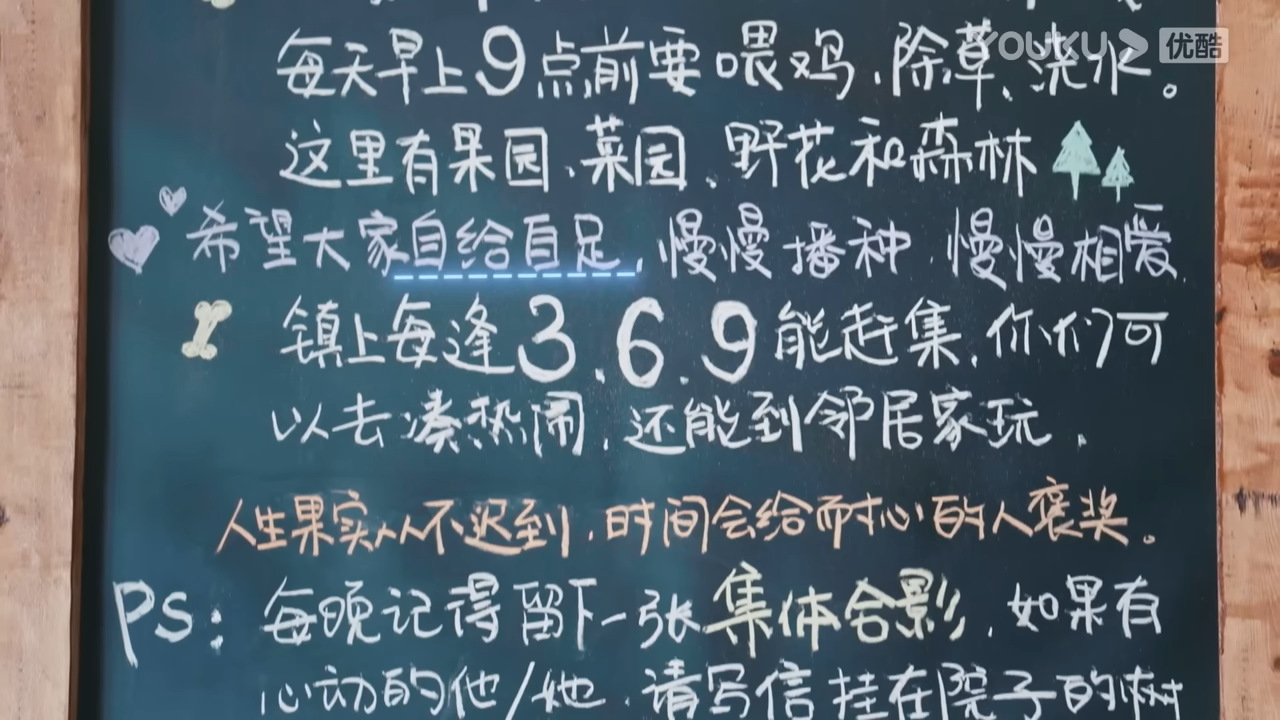 YOUKU 优酷
每天早上9点前要喂鸡、除草、浇水。
这里有果园、菜园、野花和森林
希望大家自给自足,慢慢播种 慢慢相爱
镇上每逢3.6.9能赶集,你们可
以去凑热闹,还能到邻居家玩.
人生果实从不迟到,时间会给耐心的人褒奖。
PS:每晚记得留下一张集体合影,如果有
心动的他/她,请写信挂在院子的树